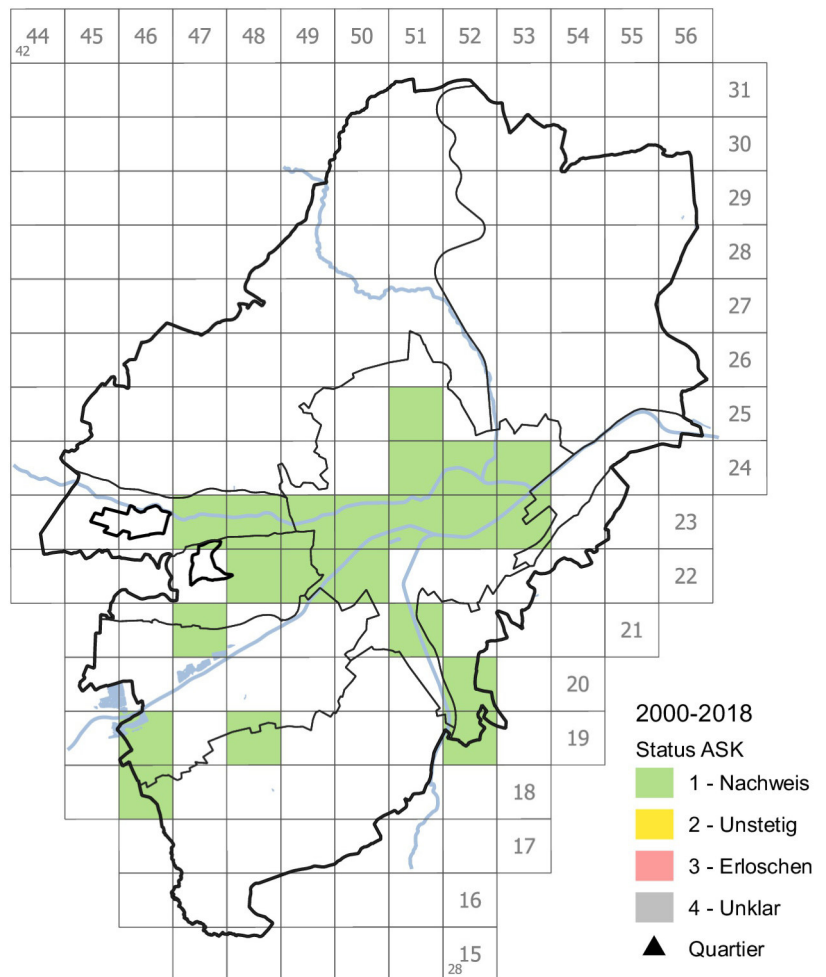 44 45 46 47 48 49 50 51 52 53 54 55 56
42
31
30
29
28
27
26
25
24
23
22
21
20
19
18
17
16
15
28
2000-2018
Status ASK
1 - Nachweis
2 - Unstetig
3 - Erloschen
4 - Unklar
Quartier